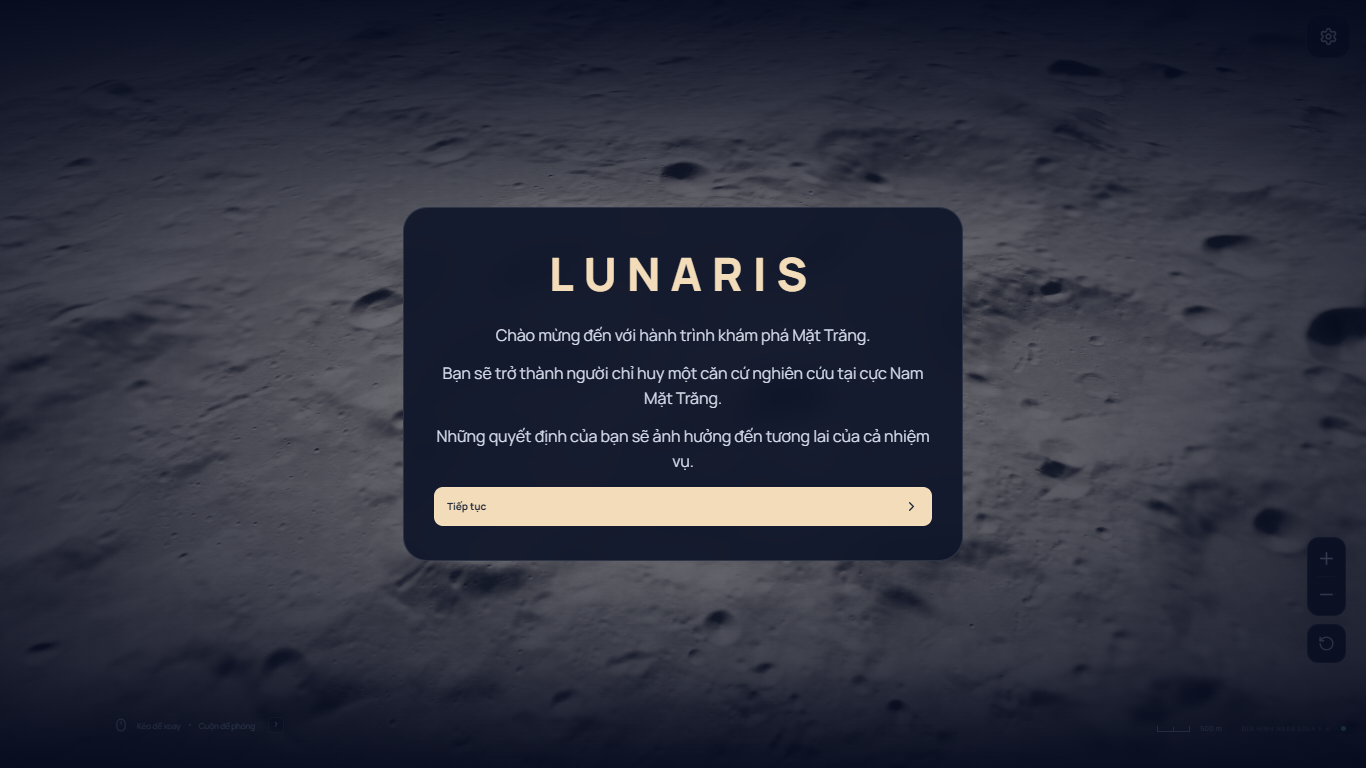 LUNARIS
Chào mừng đến với hành trình khám phá Mặt Trăng.
Bạn sẽ trở thành người chỉ huy một căn cứ nghiên cứu tại cực Nam
Mặt Trăng.
Những quyết định của bạn sẽ ảnh hưởng đến tương lai của cả nhiệm
vụ.
Tiếp tục
Kéo để xoay • Cuộn để phóng
500 m